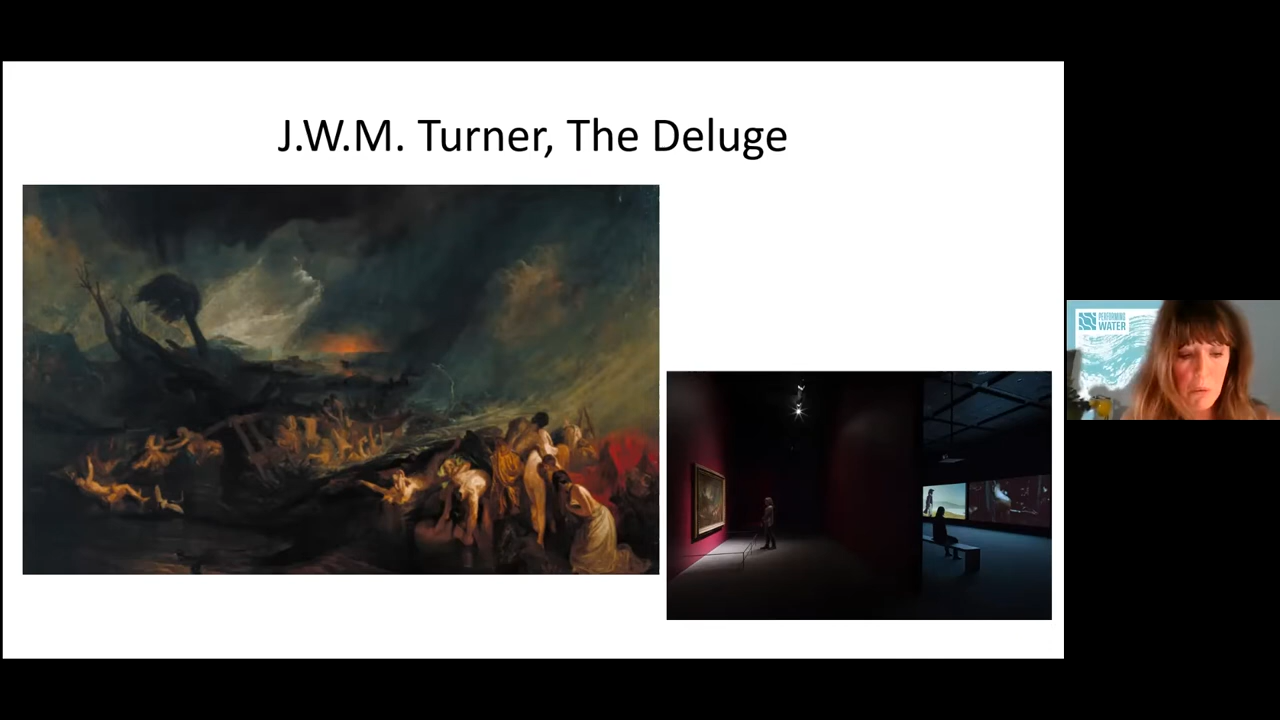 J.W.M. Turner, The Deluge
PERFORMING
WATER